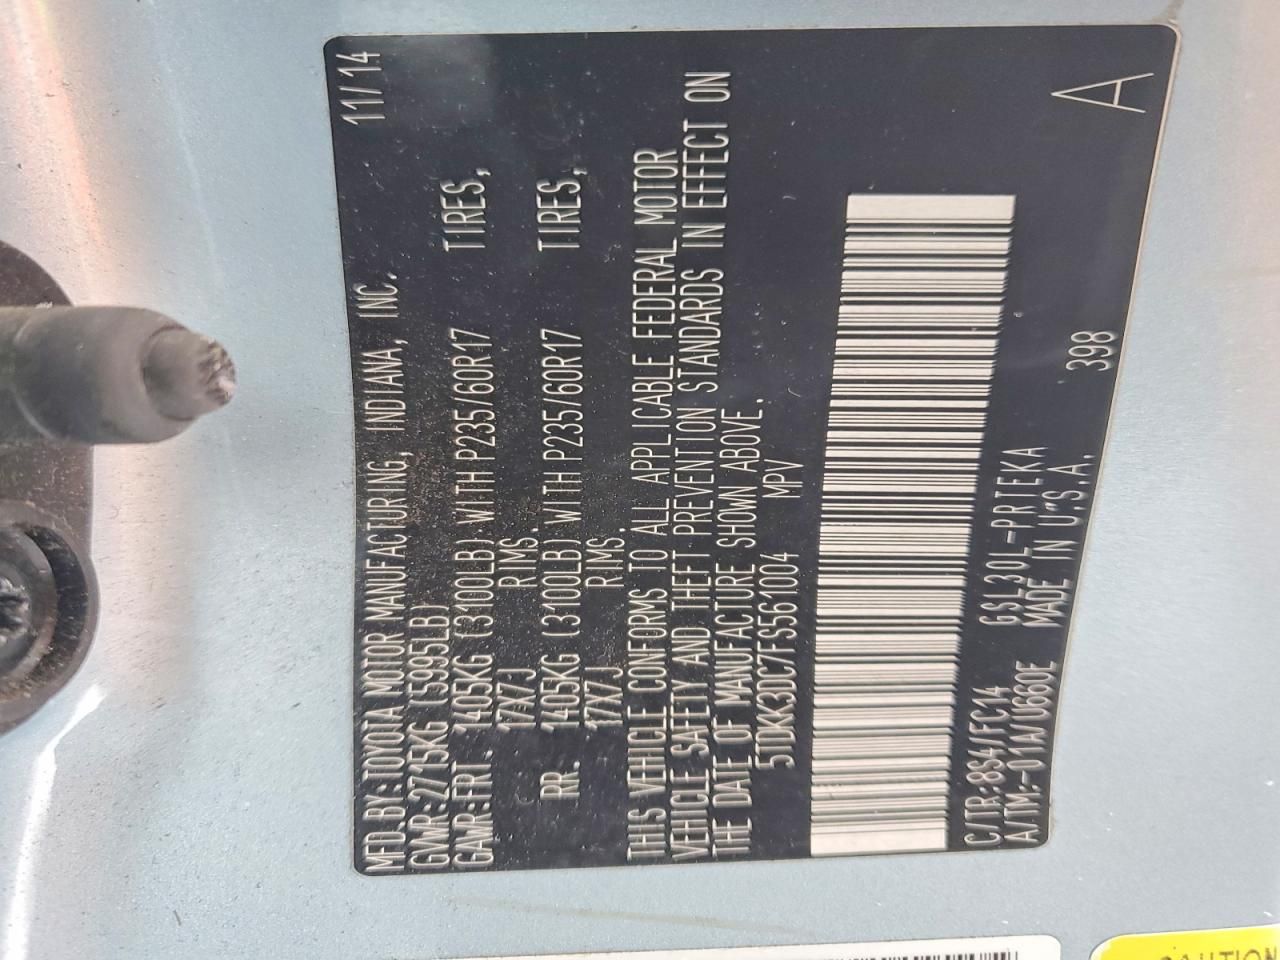 MFD.BY:TOYOTA MOTOR MANUFACTURING, INDIANA, INC. 11/14
GVWR:2715KG (5995LB)
GAWR:FRT. 1405KG (3100LB) WITH P235/60R17 TIRES,
17X7J RIMS,
RR. 1405KG (3100LB) WITH P235/60R17 TIRES,
17X7J RIMS.
THIS VEHICLE CONFORMS TO ALL APPLICABLE FEDERAL MOTOR
VEHICLE SAFETY AND THEFT PREVENTION STANDARDS IN EFFECT ON
THE DATE OF MANUFACTURE SHOWN ABOVE.
5TDKK3DC7FS561004 MPV
C/TR:8S4/FC14 GSL30L-PRTEKA
A/TM:-01A/U660E MADE IN U.S.A. 398 A
CAUTION